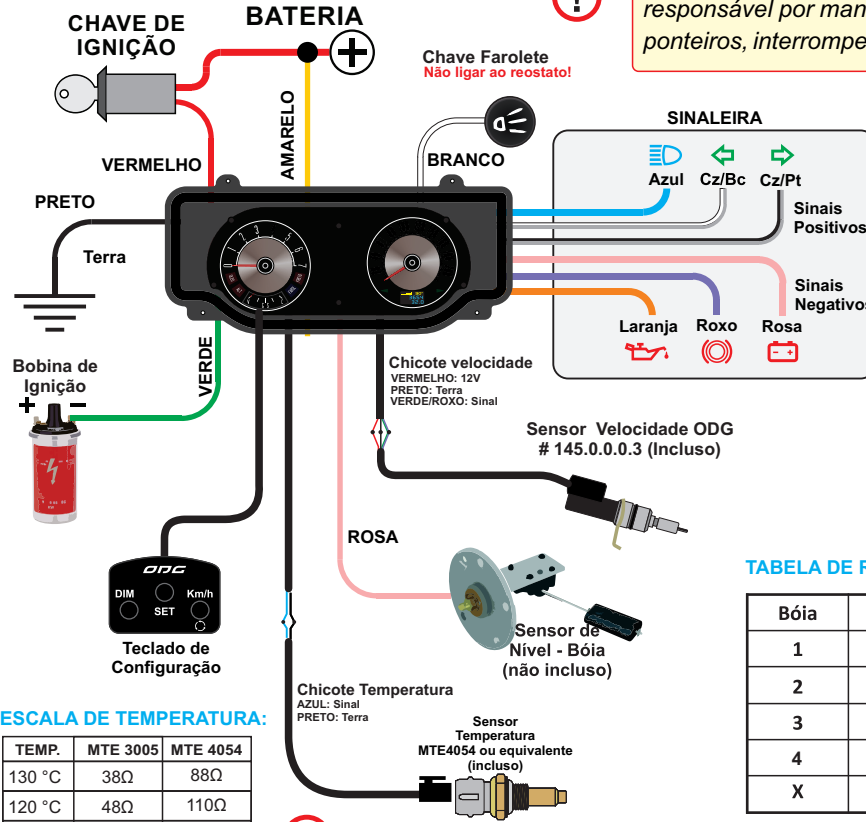 CHAVE DE
IGNIÇÃO
BATERIA
+
!
responsável por man
ponteiros, interrompe
Chave Farolete
Não ligar ao reostato!
VERMELHO
AMARELO
BRANCO
PRETO
Terra
SINALEIRA
Azul Cz/Bc Cz/Pt
Sinais
Positivos
Sinais
Negativos
Laranja Roxo Rosa
Bobina de
Ignição
+ -
VERDE
Chicote velocidade
VERMELHO: 12V
PRETO: Terra
VERDE/ROXO: Sinal
Sensor Velocidade ODG
# 145.0.0.0.3 (Incluso)
ROSA
ODG
DIM
SET
Km/h
Teclado de
Configuração
Sensor de
Nível - Bóia
(não incluso)
Chicote Temperatura
AZUL: Sinal
PRETO: Terra
Sensor
Temperatura
MTE4054 ou equivalente
(incluso)
ESCALA DE TEMPERATURA:
TEMP. MTE 3005 MTE 4054
130 °C 38Ω 88Ω
120 °C 48Ω 110Ω
TABELA DE R
Bóia
1
2
3
4
X